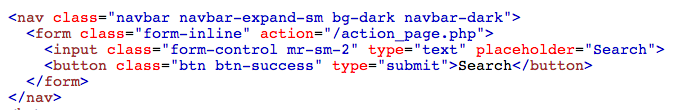 <nav class="navbar navbar-expand-sm bg-dark navbar-dark">
<form class="form-inline" action="/action_page.php">
<input class="form-control mr-sm-2" type="text" placeholder="Search">
<button class="btn btn-success" type="submit">Search</button>
</form>
</nav>